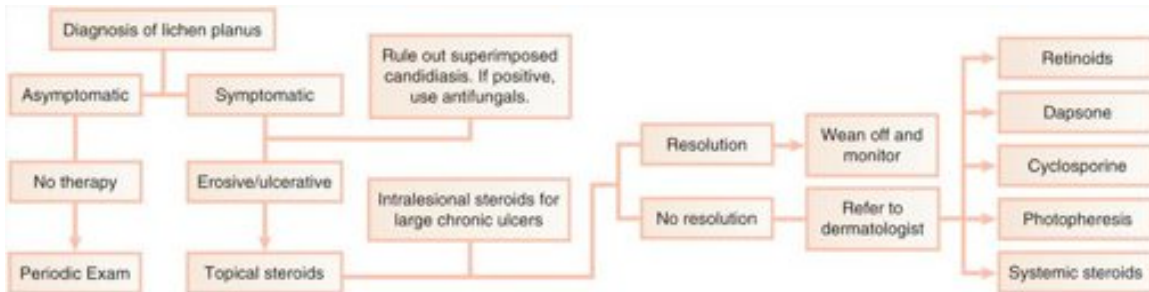 Diagnosis of lichen planus
Asymptomatic
Symptomatic
Rule out superimposed
candidiasis. If positive,
use antifungals.
No therapy
Erosive/ulcerative
Periodic Exam
Topical steroids
Intralesional steroids for
large chronic ulcers
Resolution
Wean off and
monitor
No resolution
Refer to
dermatologist
Retinoids
Dapsone
Cyclosporine
Photopheresis
Systemic steroids